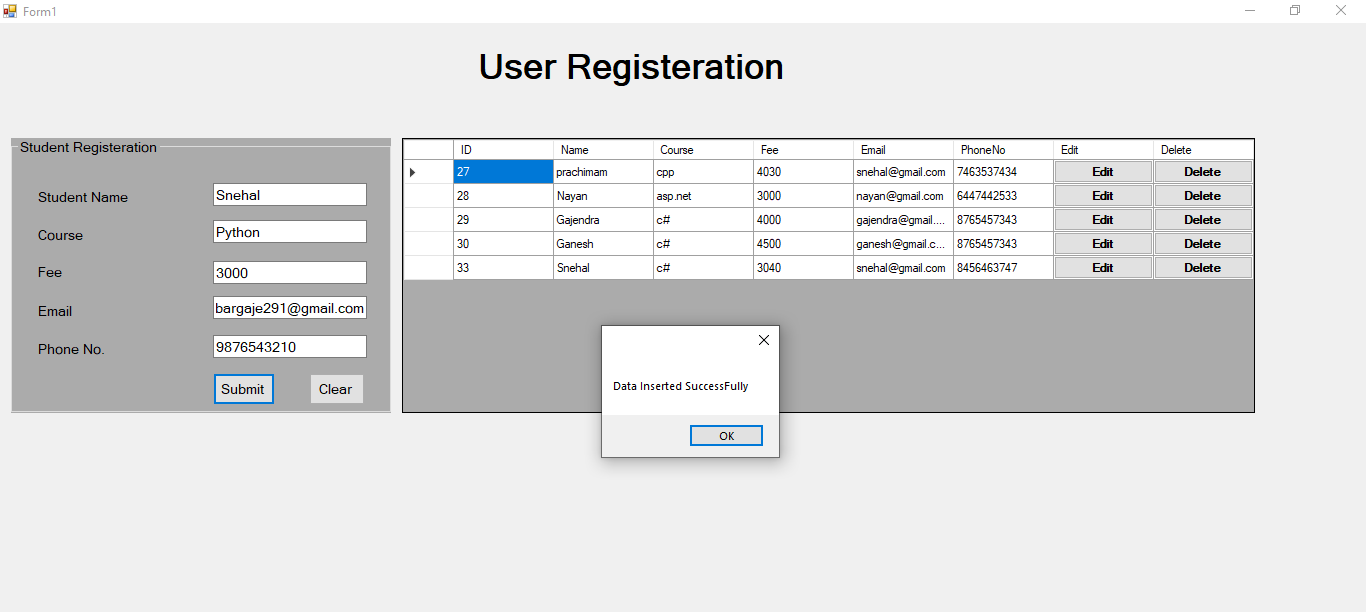 Form1
User Registeration
Student Registeration
Student Name Snehal
Course Python
Fee 3000
Email bargaje291@gmail.com
Phone No. 9876543210
Submit Clear
ID Name Course Fee Email PhoneNo Edit Delete
27 prachimam cpp 4030 snehal@gmail.com 7463537434 Edit Delete
28 Nayan asp.net 3000 nayan@gmail.com 6447442533 Edit Delete
29 Gajendra c# 4000 gajendra@gmail.... 8765457343 Edit Delete
30 Ganesh c# 4500 ganesh@gmail.c... 8765457343 Edit Delete
33 Snehal c# 3040 snehal@gmail.com 8456463747 Edit Delete
Data Inserted SuccessFully
OK